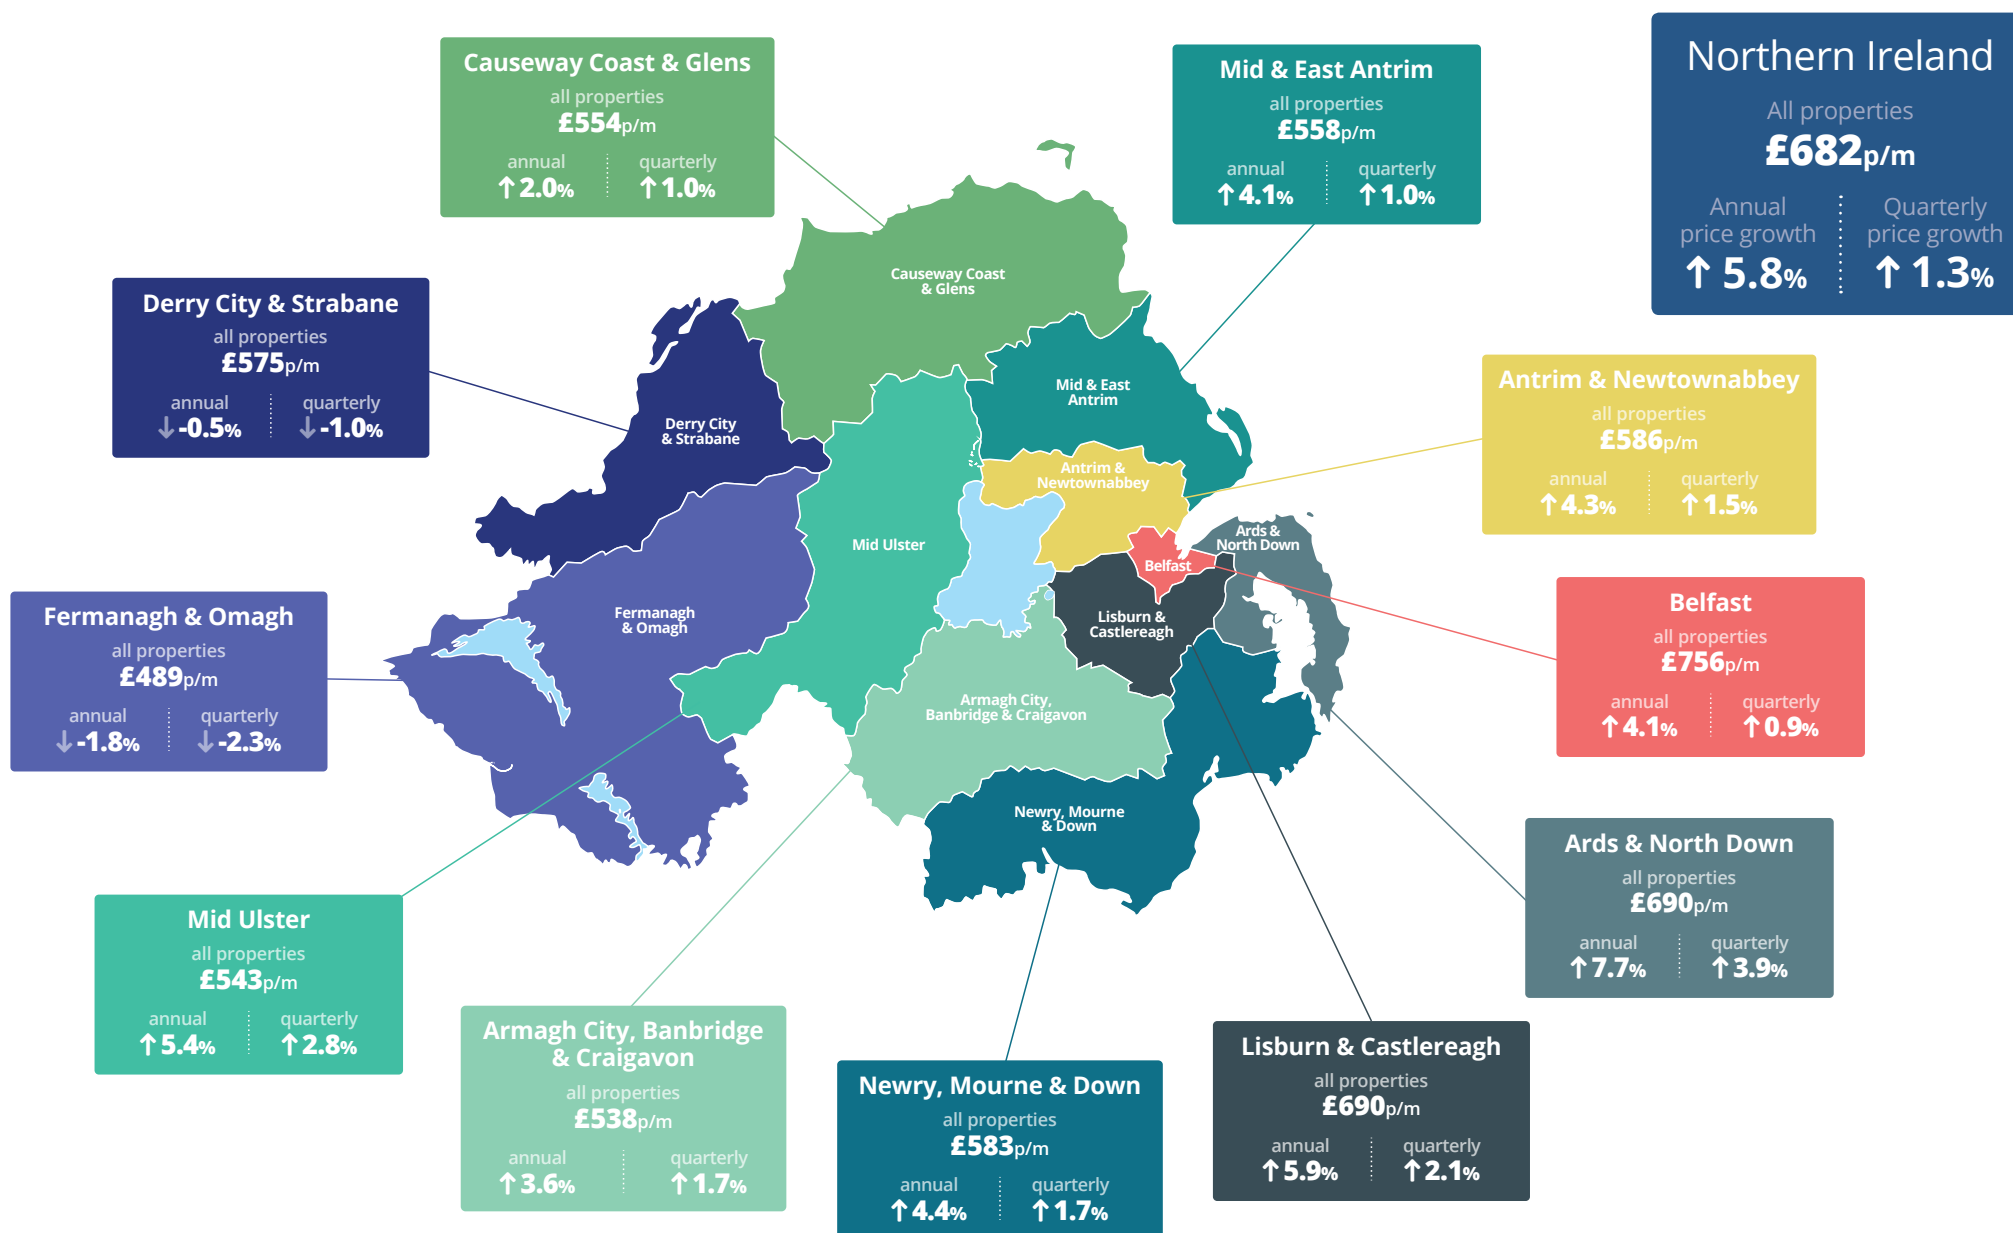 Causeway Coast & Glens
all properties
£554p/m
annual
quarterly
↑2.0%
↑1.0%
Mid & East Antrim
all properties
£558p/m
annual
quarterly
↑4.1%
↑1.0%
Northern Ireland
All properties
£682p/m
Annual
price growth
↑5.8%
Quarterly
price growth
↑1.3%
Derry City & Strabane
all properties
£575p/m
annual
quarterly
↓-0.5%
↓-1.0%
Antrim & Newtownabbey
all properties
£586p/m
annual
quarterly
↑4.3%
↑1.5%
Causeway Coast
& Glens
Mid & East
Antrim
Derry City
& Strabane
Antrim &
Newtownabbey
Mid Ulster
Ards &
North Down
Belfast
Fermanagh
& Omagh
Lisburn &
Castlereagh
Armagh City,
Banbridge & Craigavon
Newry, Mourne
& Down
Fermanagh & Omagh
all properties
£489p/m
annual
quarterly
↓-1.8%
↓-2.3%
Belfast
all properties
£756p/m
annual
quarterly
↑4.1%
↑0.9%
Ards & North Down
all properties
£690p/m
annual
quarterly
↑7.7%
↑3.9%
Mid Ulster
all properties
£543p/m
annual
quarterly
↑5.4%
↑2.8%
Armagh City, Banbridge
& Craigavon
all properties
£538p/m
annual
quarterly
↑3.6%
↑1.7%
Newry, Mourne & Down
all properties
£583p/m
annual
quarterly
↑4.4%
↑1.7%
Lisburn & Castlereagh
all properties
£690p/m
annual
quarterly
↑5.9%
↑2.1%